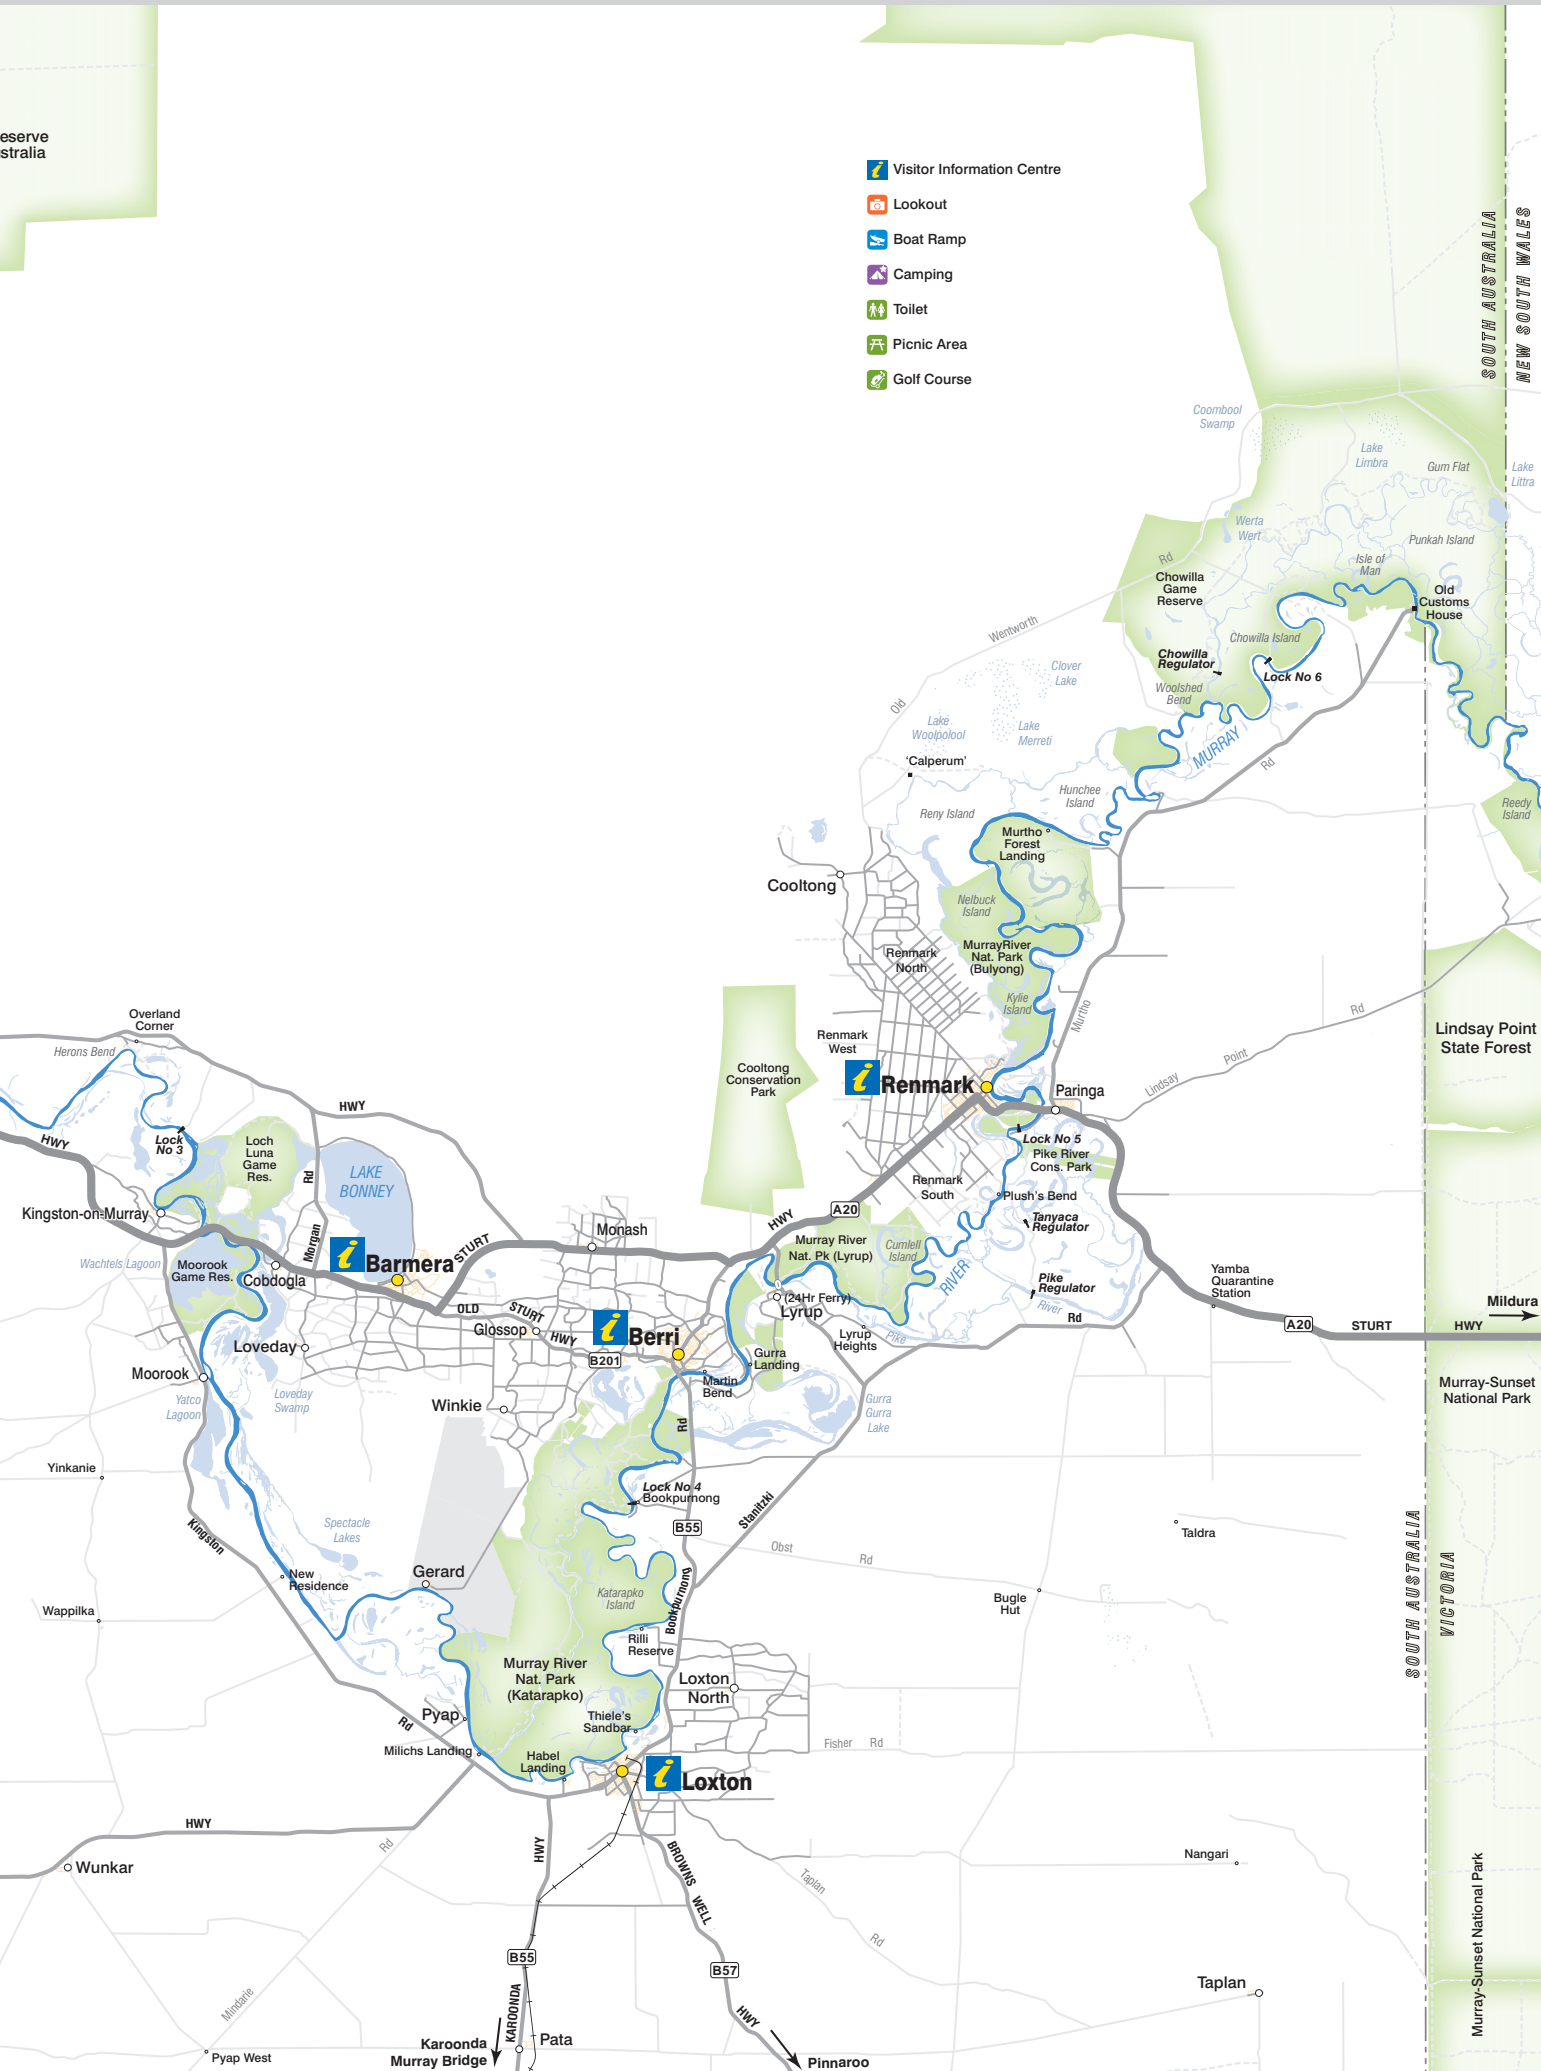 eserve
stralia
Visitor Information Centre
Lookout
Boat Ramp
Camping
Toilet
Picnic Area
Golf Course
SOUTH AUSTRALIA
NEW SOUTH WALES
Coombool
Swamp
Lake
Limbra
Gum Flat
Lake
Littra
Werta
Wert
Punkah Island
Isle of
Man
Rd
Chowilla
Game
Reserve
Old
Customs
House
Wentworth
Chowilla Island
Chowilla
Regulator
Lock No 6
Clover
Lake
Woolshed
Bend
Old
Lake
Woolpolool
Lake
Merreti
MURRAY
Rd
'Calperum'
Hunchee
Island
Reny Island
Reedy
Island
Murtho
Forest
Landing
Cooltong
Nelbuck
Island
Renmark
North
MurrayRiver
Nat. Park
(Bulyong)
Kylie
Island
Murtho
Rd
Lindsay Point
State Forest
Overland
Corner
Herons Bend
Renmark
West
Cooltong
Conservation
Park
Renmark
Paringa
Point
Lindsay
HWY
HWY
Lock
No 3
Loch
Luna
Game
Res.
Rd
LAKE
BONNEY
Lock No 5
Pike River
Cons. Park
Renmark
South
Plush's Bend
Tanyaca
Regulator
Kingston-on-Murray
A20
HWY
Monash
Morgan
STURT
Murray River
Nat. Pk (Lyrup)
Cumlell
Island
Wachtels Lagoon
Moorook
Game Res.
Cobdogla
Barmera
RIVER
Yamba
Quarantine
Station
Pike
Regulator
River
Rd
Mildura
A20
STURT
HWY
(24Hr Ferry)
Lyrup
OLD
STURT
HWY
Glossop
Berri
B201
Lyrup
Heights
Pike
Loveday
Gurra
Landing
Moorook
Martin
Bend
Murray-Sunset
National Park
Yatco
Lagoon
Loveday
Swamp
Winkie
Rd
Gurra
Gurra
Lake
Yinkanie
Lock No 4
Bookpurnong
Stanitzki
Kingston
Spectacle
Lakes
B55
Obst
Rd
Taldra
SOUTH AUSTRALIA
VICTORIA
New
Residence
Gerard
Katarapko
Island
Bookpurnong
Bugle
Hut
Wappilka
Rilli
Reserve
Murray River
Nat. Park
(Katarapko)
Loxton
North
Pyap
Rd
Thiele's
Sandbar
Milichs Landing
Habel
Landing
Fisher
Rd
Loxton
HWY
Rd
HWY
BROWNS
WELL
Wunkar
Taplan
Rd
Nangari
Murray-Sunset National Park
B55
B57
Taplan
Mindarie
KAROONDA
HWY
Pata
Pyap West
Karoonda
Murray Bridge
Pinnaroo